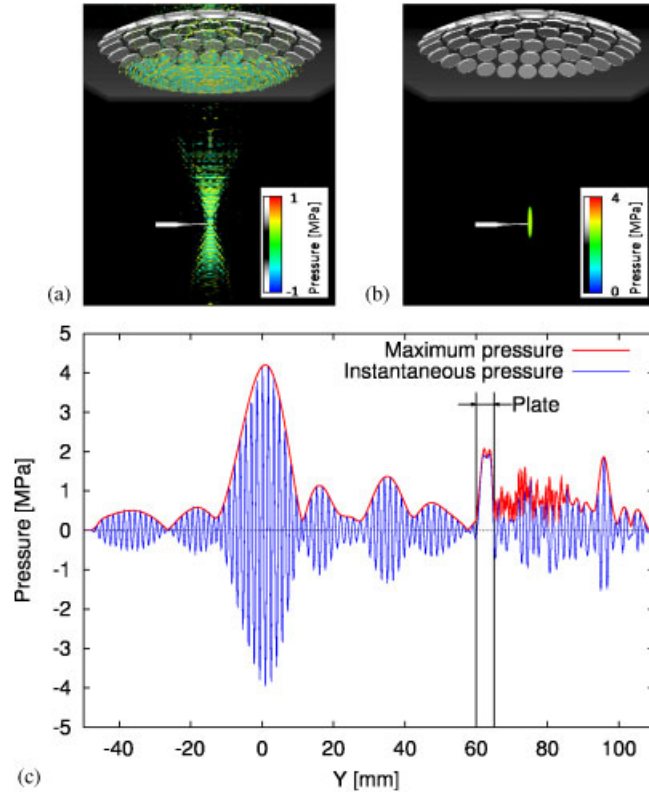 1
Pressure [MPa]
-1
(a)
4
Pressure [MPa]
0
(b)
5
4
3
2
1
0
-1
-2
-3
-4
-5
Pressure [MPa]
Maximum pressure
Instantaneous pressure
Plate
-40 -20 0 20 40 60 80 100
Y [mm]
(c)